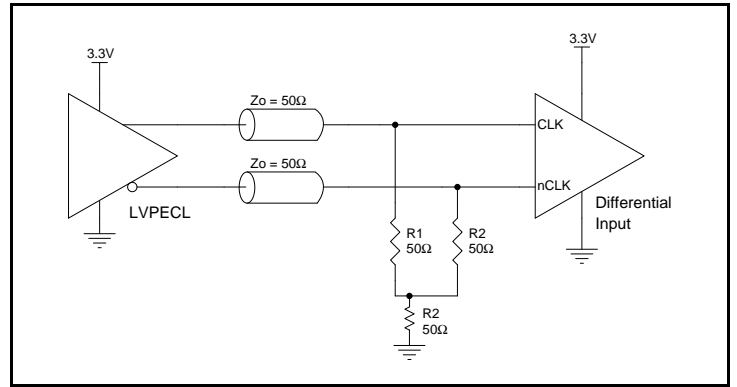 3.3V
3.3V
Zo = 50Ω
CLK
Zo = 50Ω
nCLK
LVPECL
Differential
Input
R1
50Ω
R2
50Ω
R2
50Ω